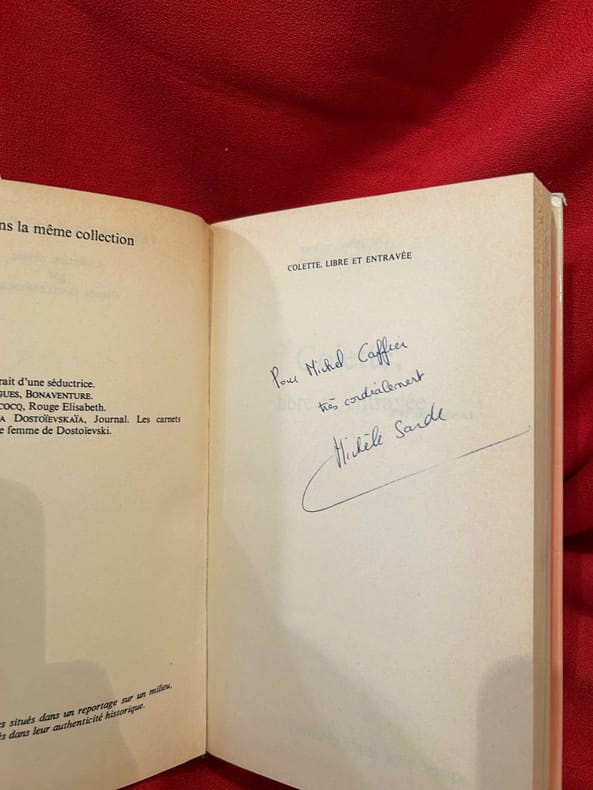 ns la même collection
rait d'une séductrice.
GUES, BONAVENTURE.
COCQ, Rouge Elisabeth.
A DOSTOÏEVSKAÏA, Journal. Les carnets
e femme de Dostoïevski.
s situés dans un reportage sur un milieu,
és dans leur authenticité historique.
COLETTE, LIBRE ET ENTRAVÉE
Pour Michel Caffier
très cordialement
Michèle Sarde